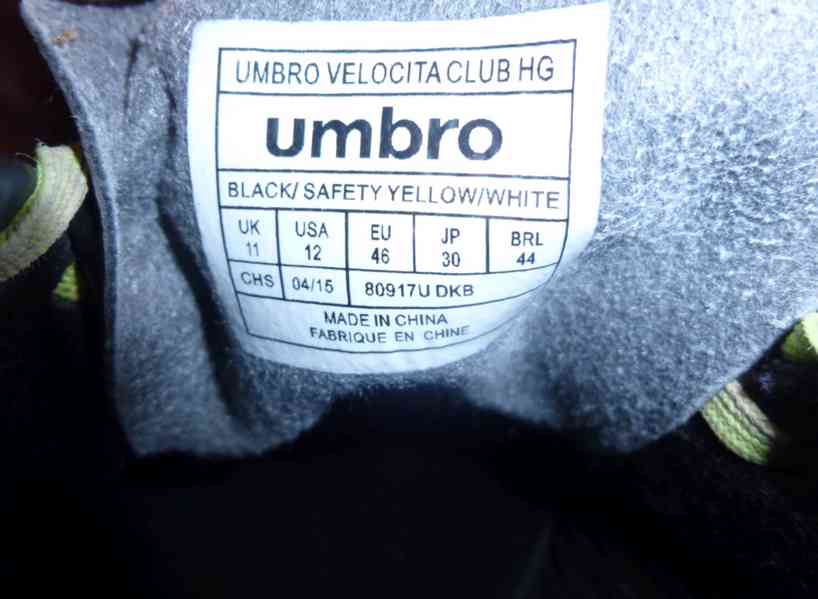 UMBRO VELOCITA CLUB HG
umbro
BLACK/ SAFETY YELLOW/WHITE
UK USA EU JP BRL
11 12 46 30 44
CHS 04/15 80917U DKB
MADE IN CHINA
FABRIQUE EN CHINE